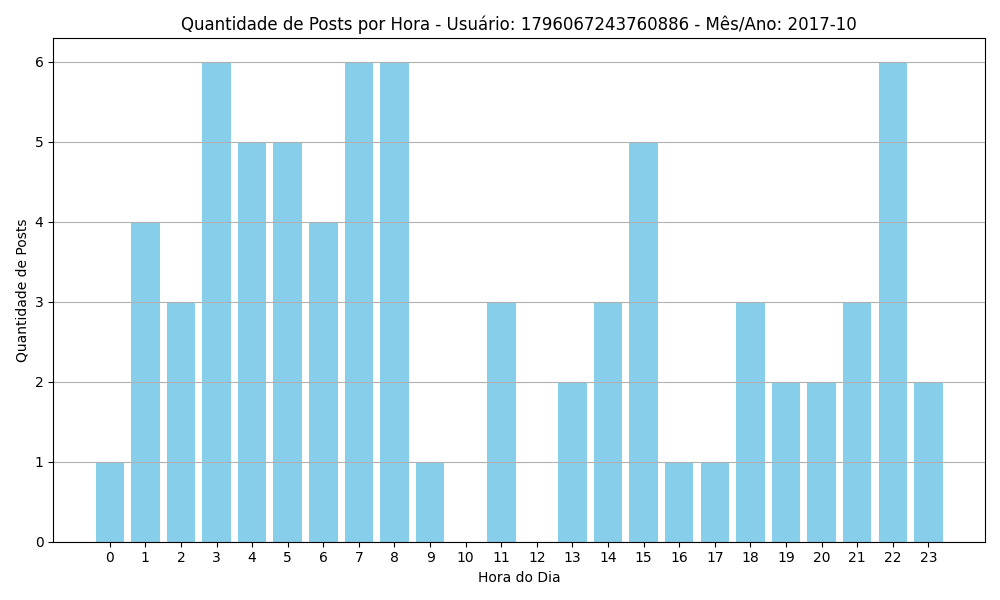 Quantidade de Posts por Hora - Usuário: 1796067243760886 - Mês/Ano: 2017-10
Quantidade de Posts
6
5
4
3
2
1
0
0 1 2 3 4 5 6 7 8 9 10 11 12 13 14 15 16 17 18 19 20 21 22 23
Hora do Dia